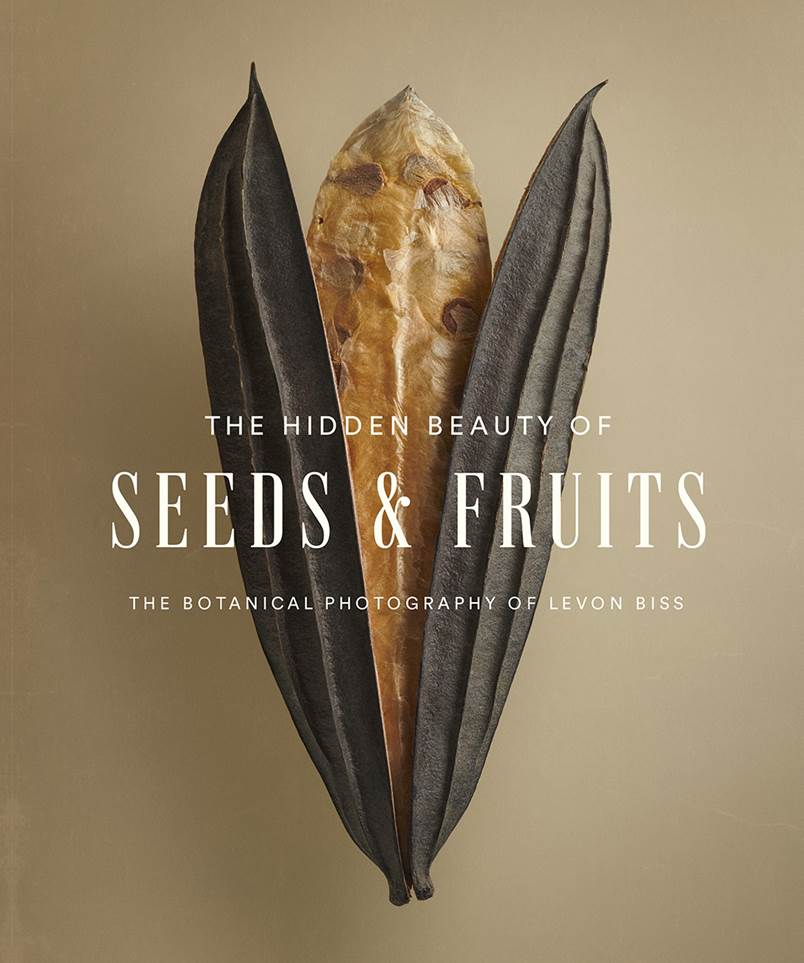 THE HIDDEN BEAUTY OF
SEEDS & FRUITS
THE BOTANICAL PHOTOGRAPHY OF LEVON BISS